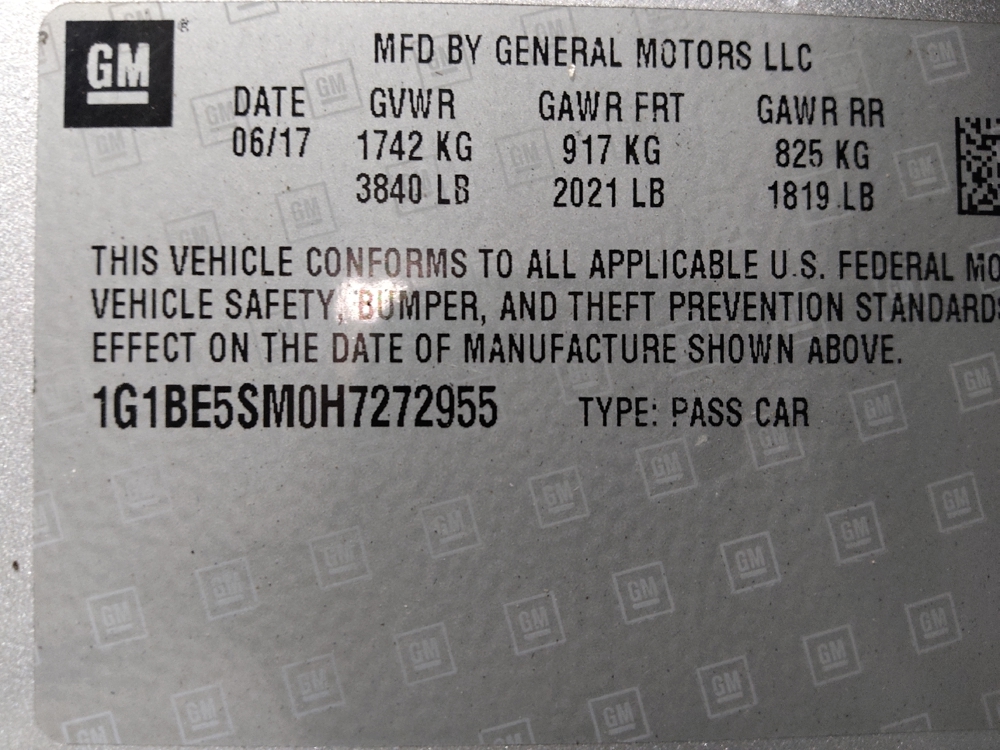 GM
MFD BY GENERAL MOTORS LLC
DATE GVWR GAWR FRT GAWR RR
06/17 1742 KG 917 KG 825 KG
3840 LB 2021 LB 1819 LB
THIS VEHICLE CONFORMS TO ALL APPLICABLE U.S. FEDERAL MO
VEHICLE SAFETY, BUMPER, AND THEFT PREVENTION STANDARDS
EFFECT ON THE DATE OF MANUFACTURE SHOWN ABOVE.
1G1BE5SM0H7272955 TYPE: PASS CAR